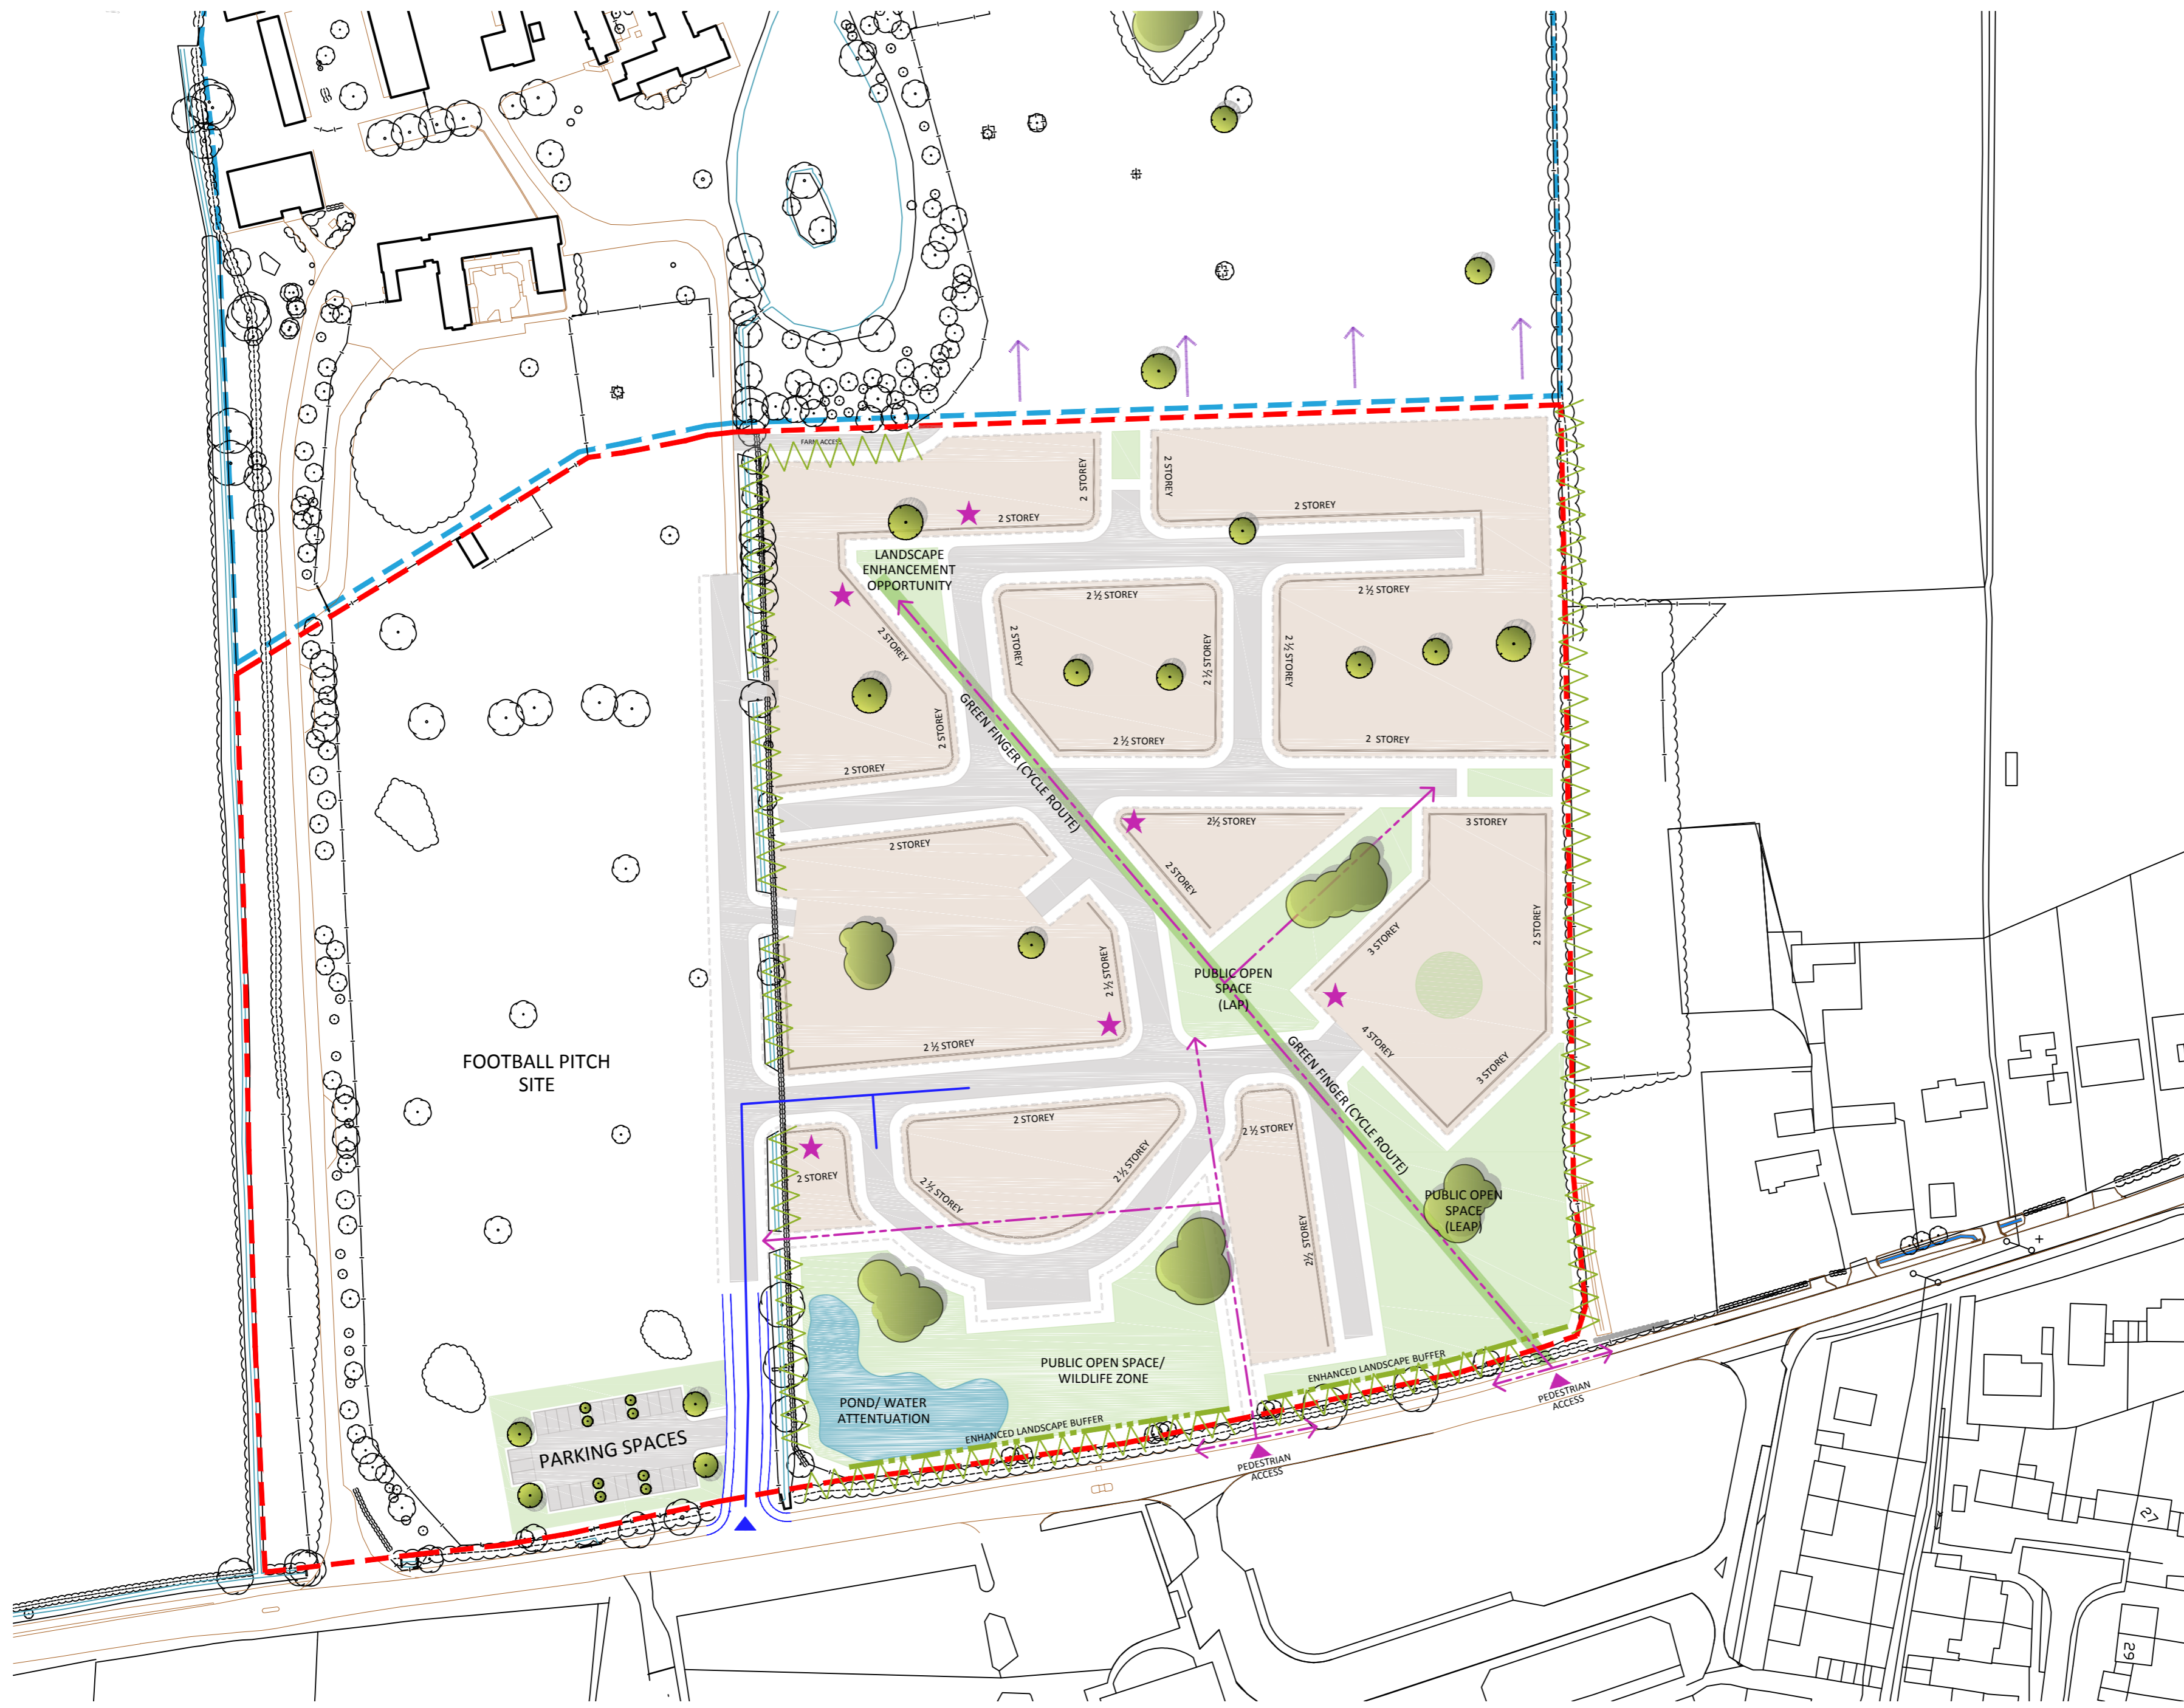 FARM ACCESS
2 STOREY
2 STOREY
2 STOREY
2 STOREY
LANDSCAPE
ENHANCEMENT
OPPORTUNITY
2 ½ STOREY
2 ½ STOREY
2 STOREY
2 STOREY
2 ½ STOREY
2 ½ STOREY
2 STOREY
2 STOREY
2 ½ STOREY
2 STOREY
GREEN FINGER (CYCLE ROUTE)
2 STOREY
2½ STOREY
3 STOREY
2 STOREY
2 STOREY
2 STOREY
3 STOREY
2 ½ STOREY
PUBLIC OPEN
SPACE
(LAP)
4 STOREY
2 ½ STOREY
3 STOREY
GREEN FINGER (CYCLE ROUTE)
FOOTBALL PITCH
SITE
2 STOREY
2 ½ STOREY
2 ½ STOREY
2 STOREY
2 ½ STOREY
PUBLIC OPEN
SPACE
(LEAP)
2½ STOREY
PUBLIC OPEN SPACE/
WILDLIFE ZONE
ENHANCED LANDSCAPE BUFFER
POND/ WATER
ATTENTUATION
PEDESTRIAN
ACCESS
ENHANCED LANDSCAPE BUFFER
PARKING SPACES
PEDESTRIAN
ACCESS
27
29